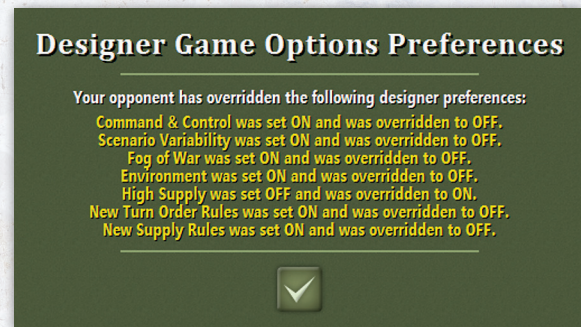 Designer Game Options Preferences
Your opponent has overridden the following designer preferences:
Command & Control was set ON and was overridden to OFF.
Scenario Variability was set ON and was overridden to OFF.
Fog of War was set ON and was overridden to OFF.
Environment was set ON and was overridden to OFF.
High Supply was set OFF and was overridden to ON.
New Turn Order Rules was set ON and was overridden to OFF.
New Supply Rules was set ON and was overridden to OFF.